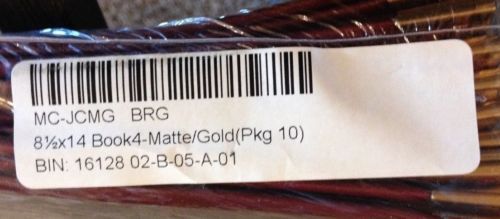 MC-JCMG BRG
8½x14 Book4-Matte/Gold(Pkg 10)
BIN: 16128 02-B-05-A-01